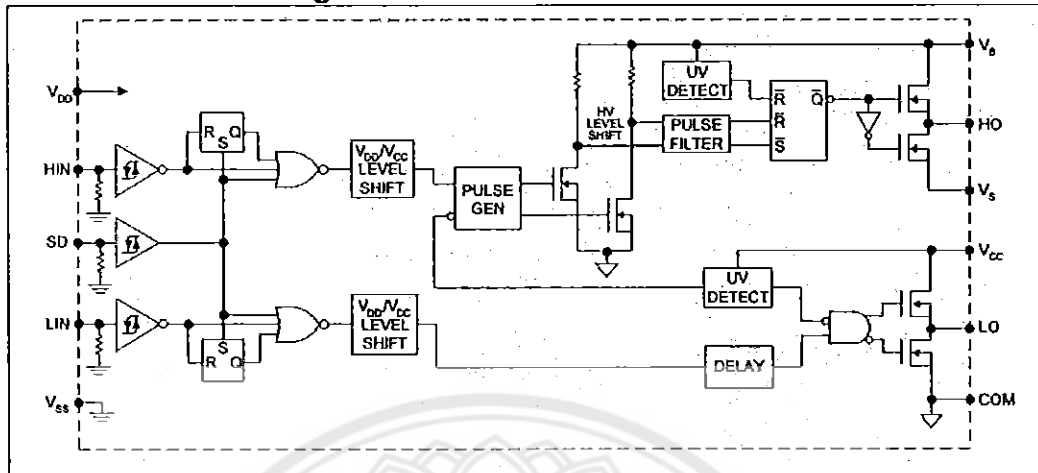 V_B
UV
DETECT
V_DD
R Q
S
HV
LEVEL
SHIFT
R Q
R
S
PULSE
FILTER
HO
HIN
V_DD/V_CC
LEVEL
SHIFT
PULSE
GEN
V_S
SD
V_CC
UV
DETECT
LIN
V_DD/V_CC
LEVEL
SHIFT
LO
S
R Q
DELAY
V_SS
COM